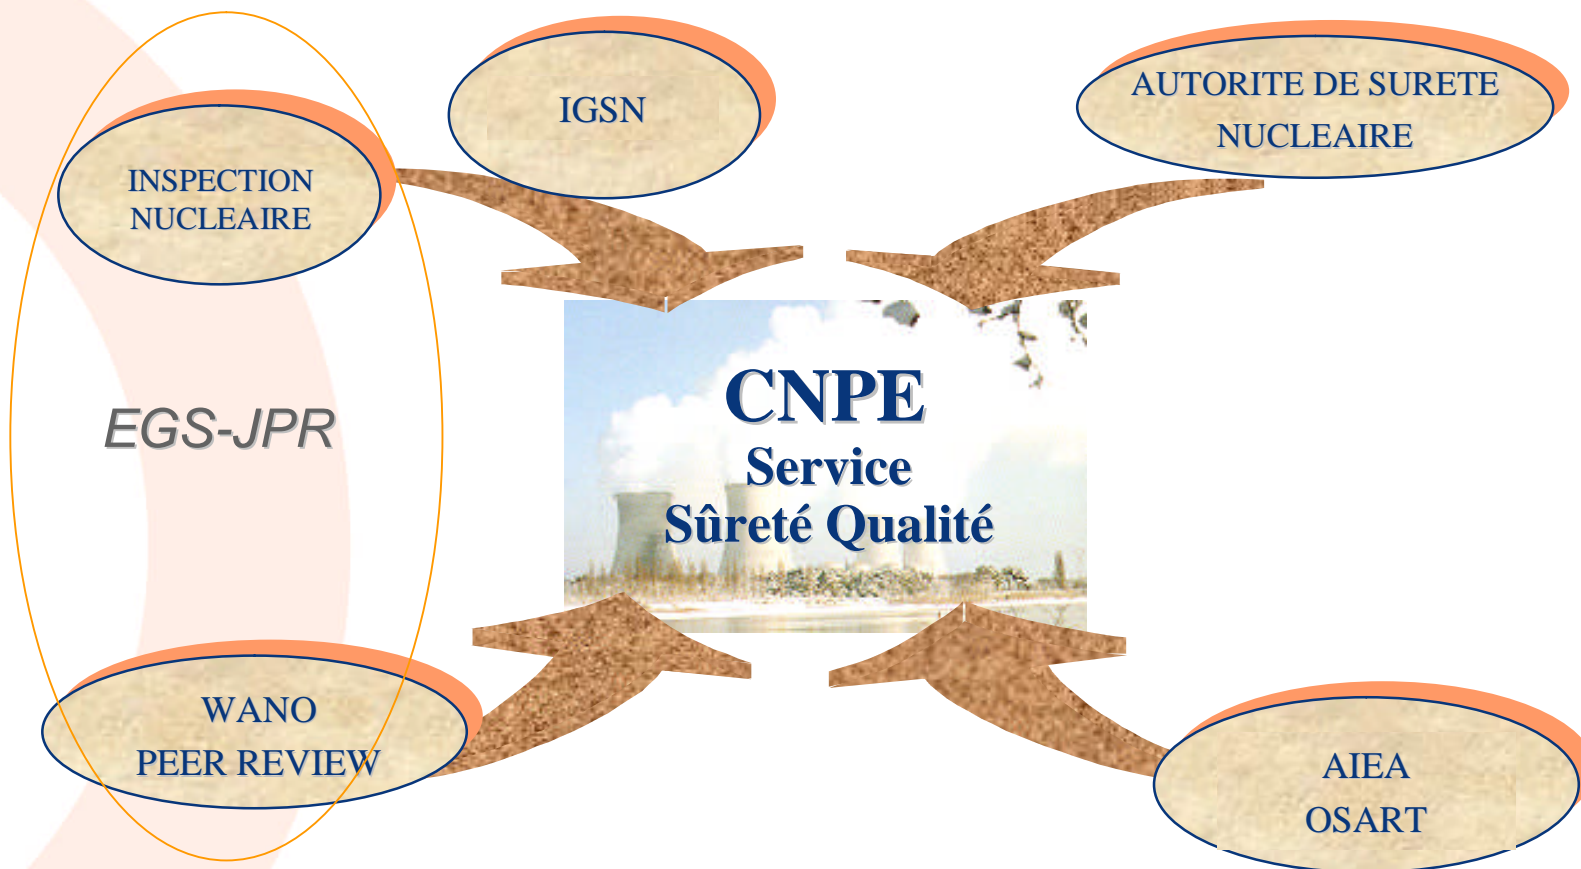 IGSN
AUTORITE DE SURETE
NUCLEAIRE
INSPECTION
NUCLEAIRE
EGS-JPR
CNPE
Service
Sûreté Qualité
WANO
PEER REVIEW
AIEA
OSART